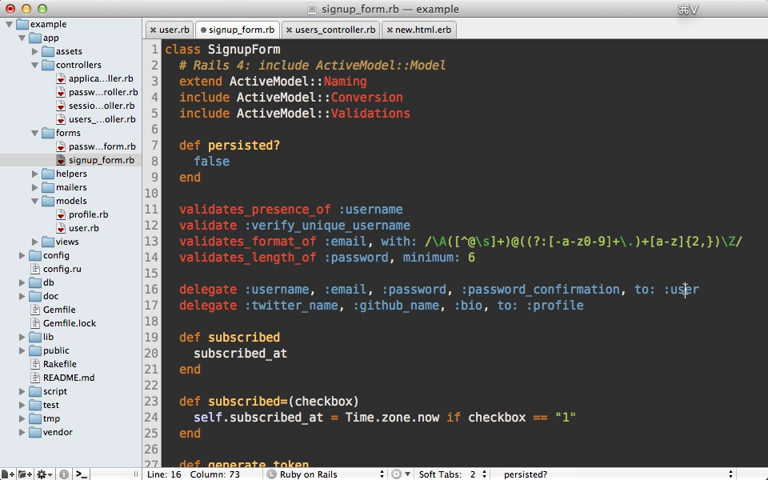 signup_form.rb — example
⌘V
example
app
assets
controllers
applica...ller.rb
passw...roller.rb
sessio...oller.rb
users_...oller.rb
forms
passw...form.rb
signup_form.rb
helpers
mailers
models
profile.rb
user.rb
views
config
config.ru
db
doc
Gemfile
Gemfile.lock
lib
public
Rakefile
README.md
script
test
tmp
vendor
user.rb
signup_form.rb
users_controller.rb
new.html.erb
1 class SignupForm
2 # Rails 4: include ActiveModel::Model
3 extend ActiveModel::Naming
4 include ActiveModel::Conversion
5 include ActiveModel::Validations
6
7 def persisted?
8 false
9 end
10
11 validates_presence_of :username
12 validate :verify_unique_username
13 validates_format_of :email, with: /\A([^@\s]+)@((?:[-a-z0-9]+\.)+[a-z]{2,})\Z/
14 validates_length_of :password, minimum: 6
15
16 delegate :username, :email, :password, :password_confirmation, to: :user
17 delegate :twitter_name, :github_name, :bio, to: :profile
18
19 def subscribed
20 subscribed_at
21 end
22
23 def subscribed=(checkbox)
24 self.subscribed_at = Time.zone.now if checkbox == "1"
25 end
26
27 def generate_token
Line: 16 Column: 73
Ruby on Rails
Soft Tabs: 2
persisted?